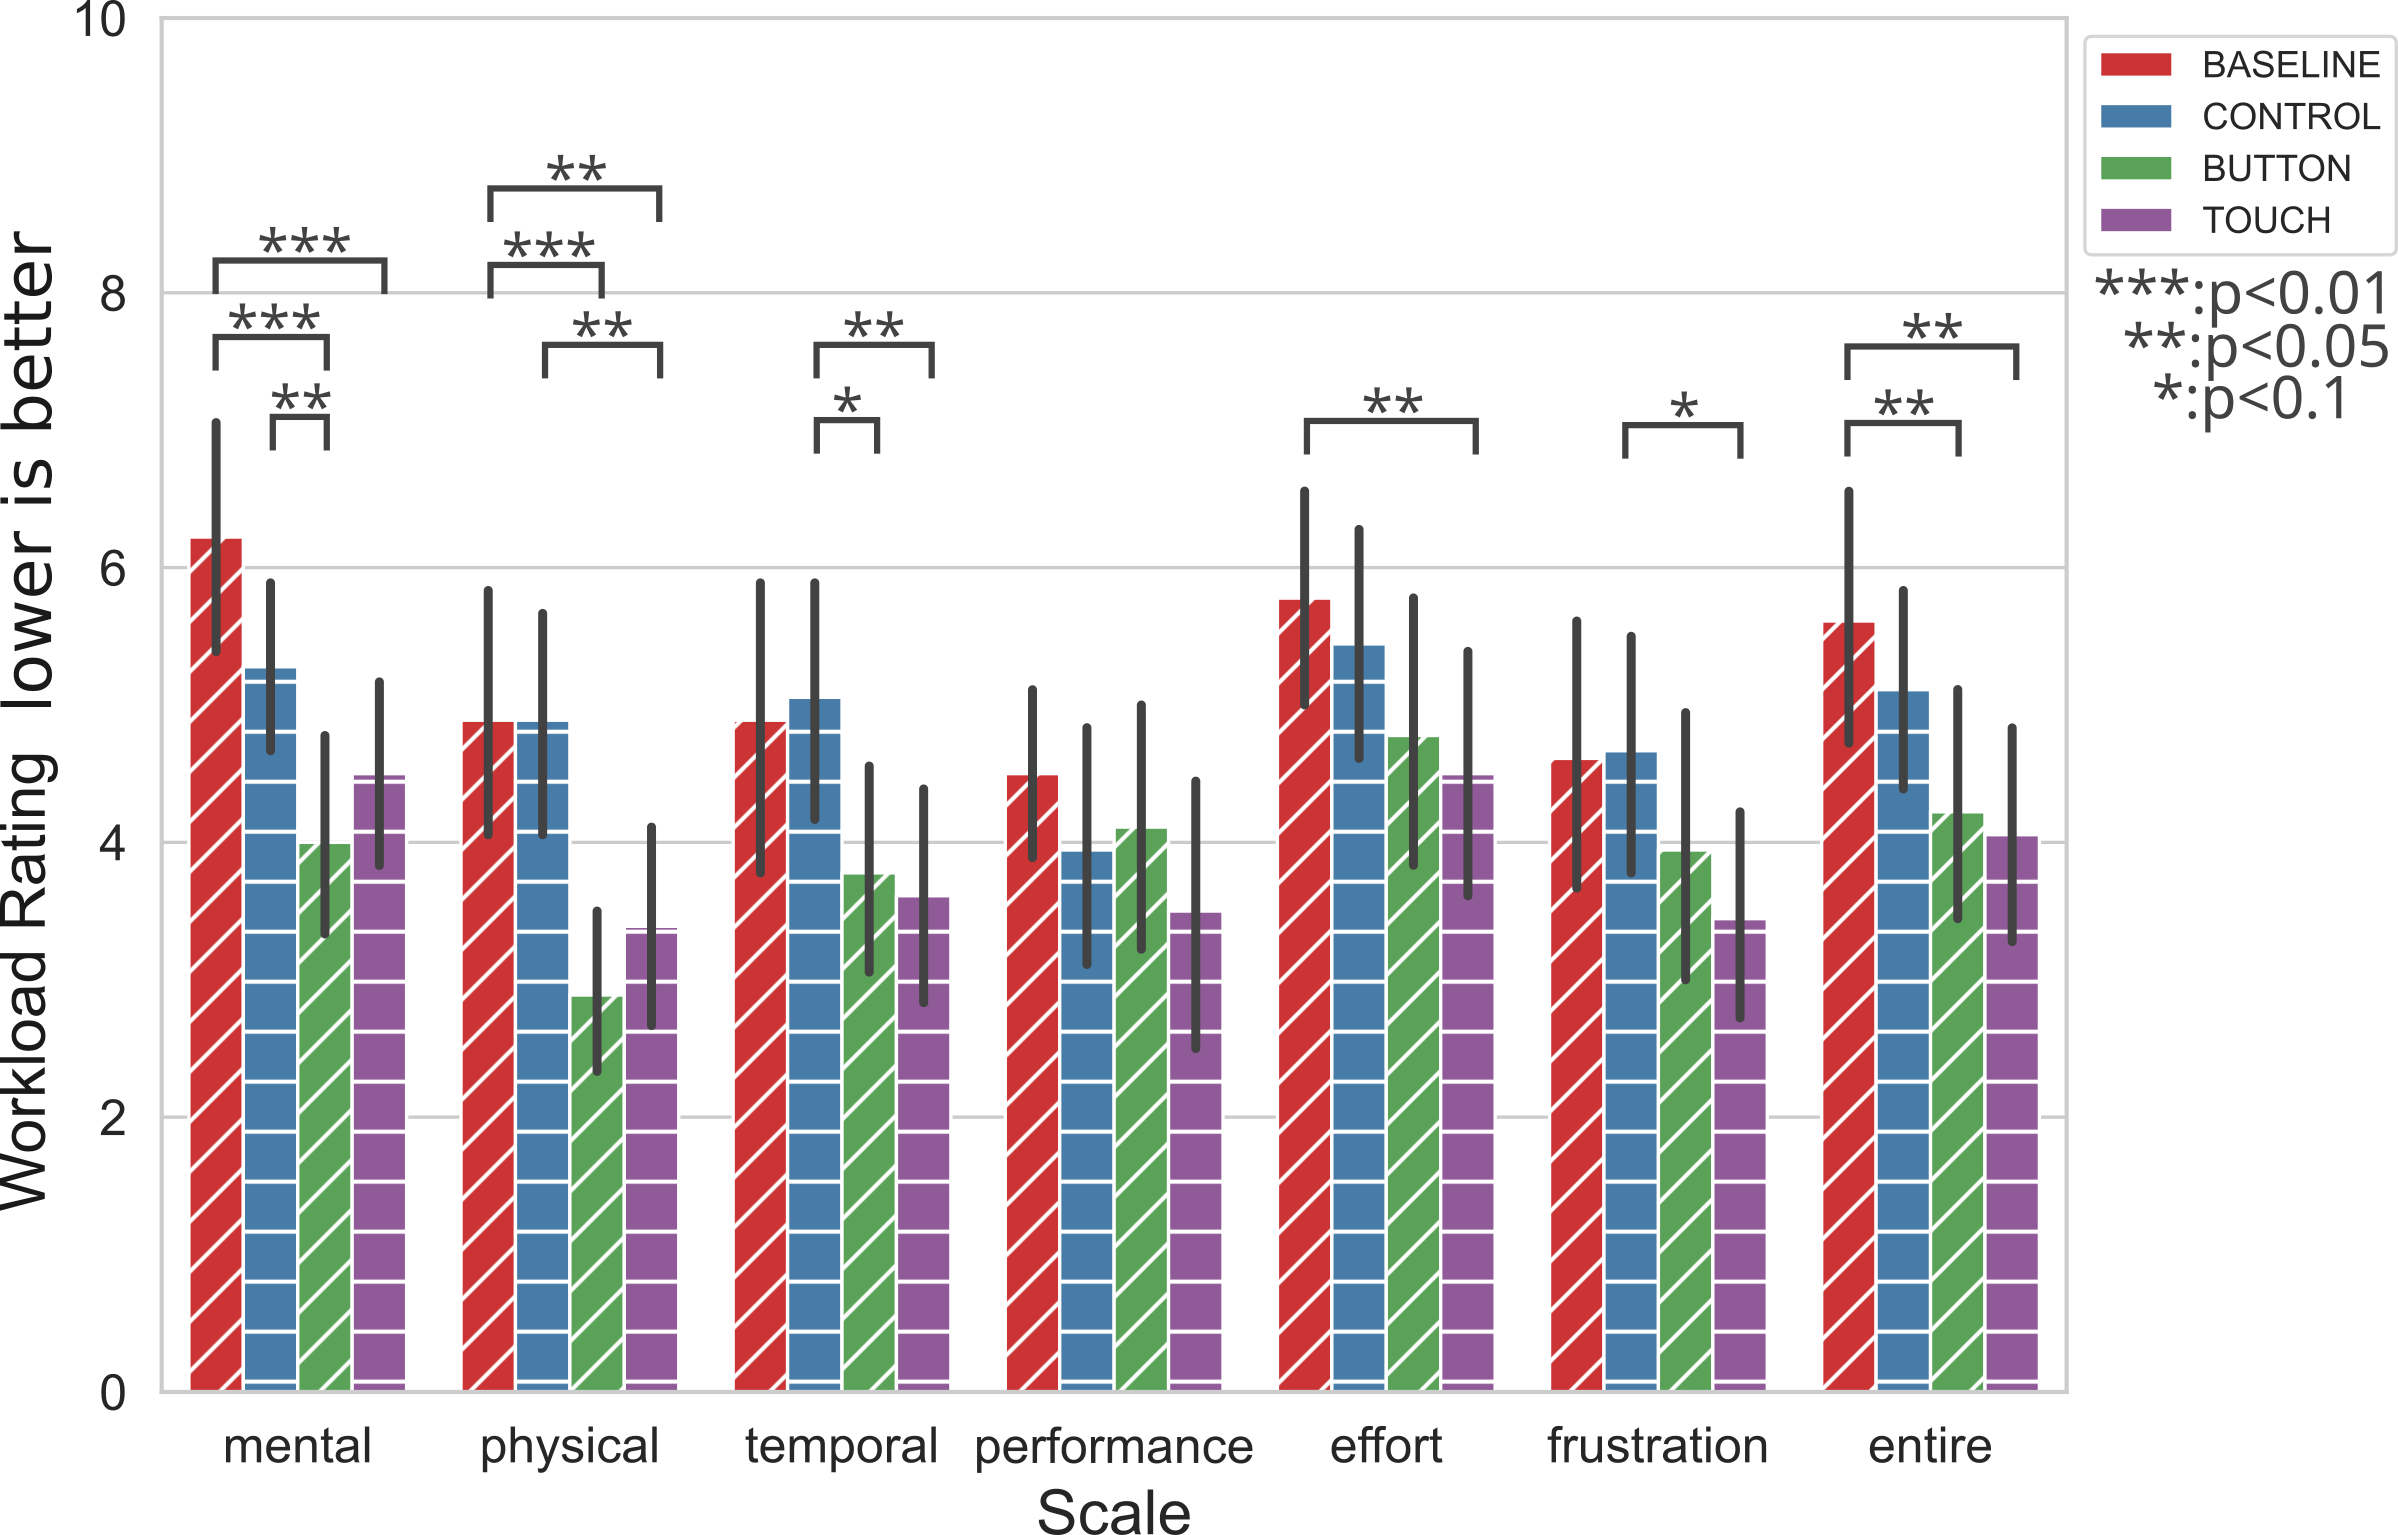 Workload Rating  lower is better
10
8
6
4
2
0
***
***
**
**
***
**
**
*
**
*
**
**
BASELINE
CONTROL
BUTTON
TOUCH
***:p<0.01
**:p<0.05
*:p<0.1
mental physical temporal performance effort frustration entire
Scale